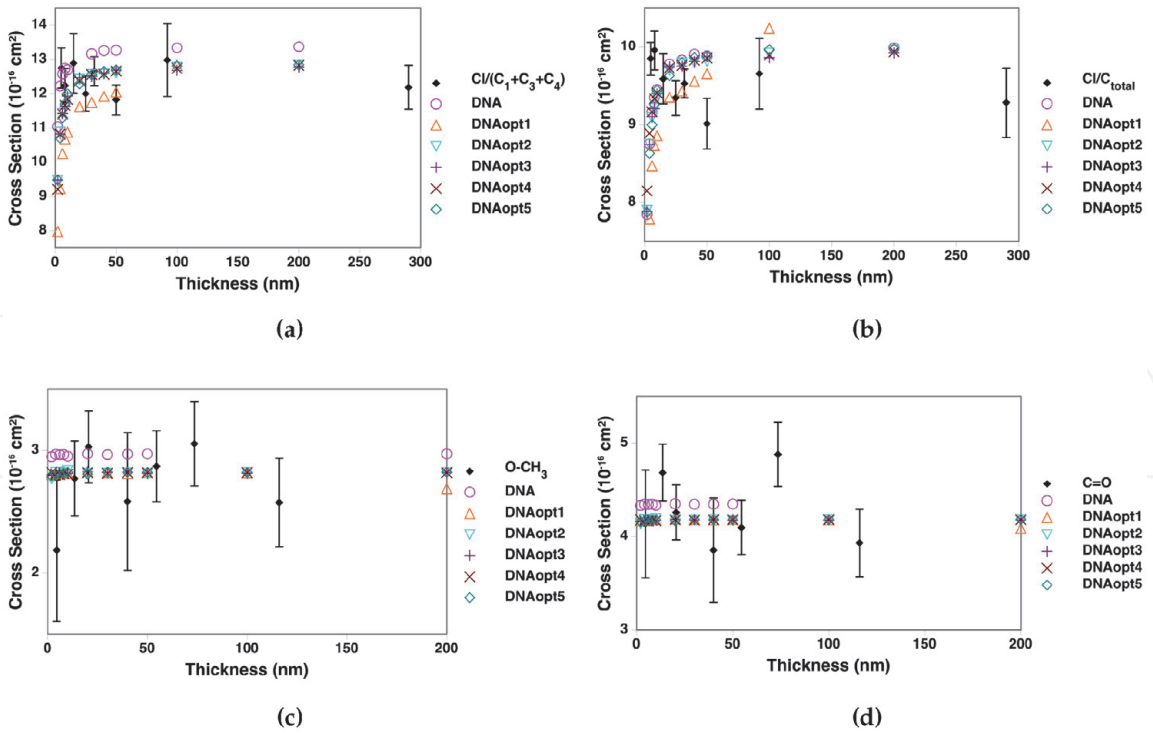 14
13
12
11
10
9
8
Cross Section (10⁻¹⁶ cm²)
0 50 100 150 200 250 300
Thickness (nm)
Cl/(C₁+C₃+C₄)
DNA
DNAopt1
DNAopt2
DNAopt3
DNAopt4
DNAopt5
(a)
10
9
8
Cross Section (10⁻¹⁶ cm²)
0 50 100 150 200 250 300
Thickness (nm)
Cl/Cₜₒₜₐₗ
DNA
DNAopt1
DNAopt2
DNAopt3
DNAopt4
DNAopt5
(b)
3
2
Cross Section (10⁻¹⁶ cm²)
0 50 100 150 200
Thickness (nm)
O-CH₃
DNA
DNAopt1
DNAopt2
DNAopt3
DNAopt4
DNAopt5
(c)
5
4
3
Cross Section (10⁻¹⁶ cm²)
0 50 100 150 200
Thickness (nm)
C=O
DNA
DNAopt1
DNAopt2
DNAopt3
DNAopt4
DNAopt5
(d)